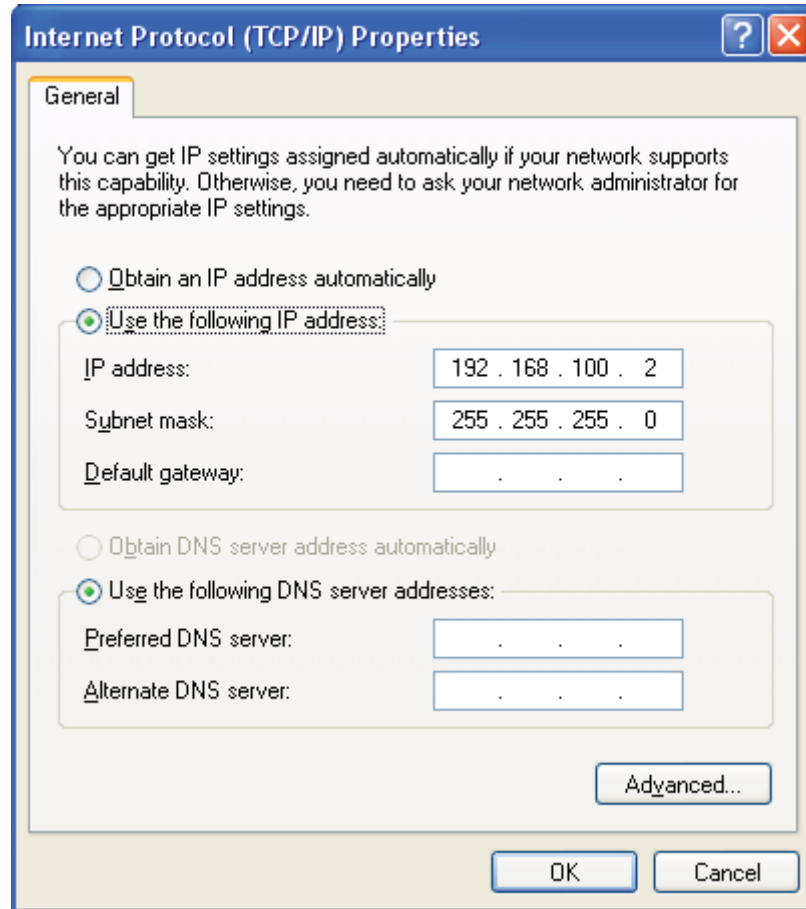 Internet Protocol (TCP/IP) Properties
General
You can get IP settings assigned automatically if your network supports
this capability. Otherwise, you need to ask your network administrator for
the appropriate IP settings.
Obtain an IP address automatically
Use the following IP address:
IP address: 192 . 168 . 100 . 2
Subnet mask: 255 . 255 . 255 . 0
Default gateway: . . .
Obtain DNS server address automatically
Use the following DNS server addresses:
Preferred DNS server: . . .
Alternate DNS server: . . .
Advanced...
OK Cancel